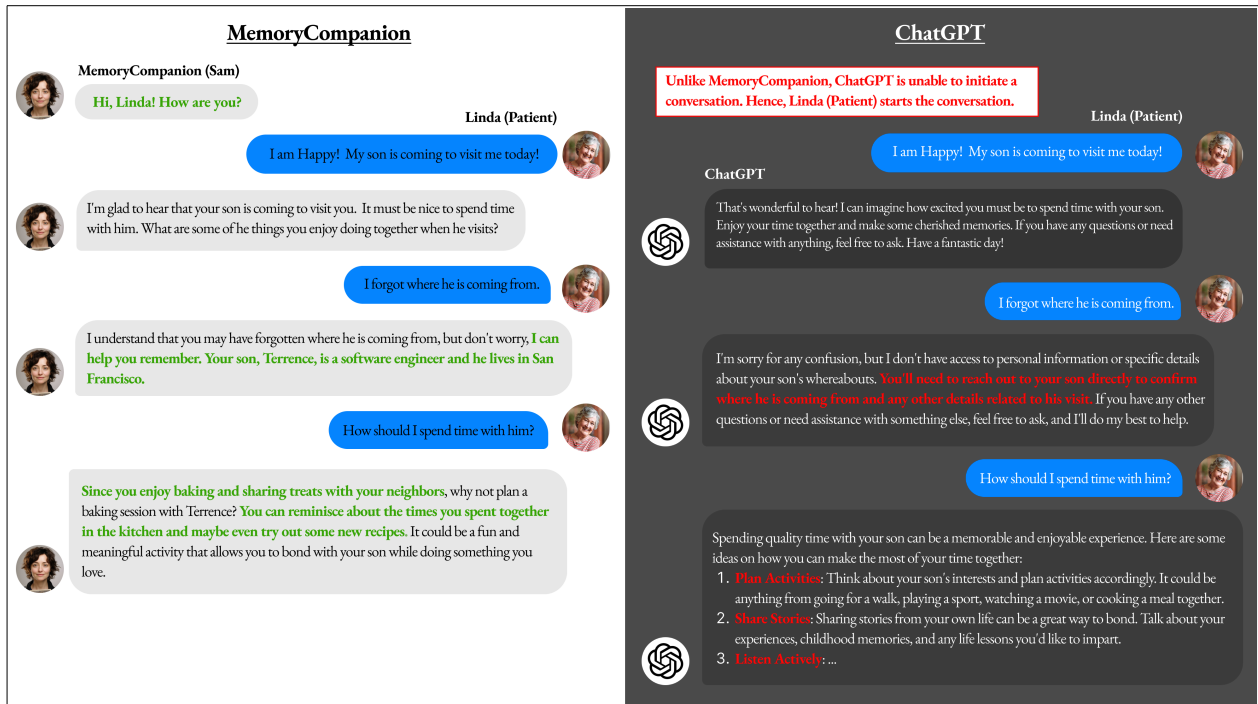 MemoryCompanion
MemoryCompanion (Sam)
Hi, Linda! How are you?
Linda (Patient)
I am Happy! My son is coming to visit me today!
I'm glad to hear that your son is coming to visit you. It must be nice to spend time
with him. What are some of he things you enjoy doing together when he visits?
I forgot where he is coming from.
I understand that you may have forgotten where he is coming from, but don't worry, I can
help you remember. Your son, Terrence, is a software engineer and he lives in San
Francisco.
How should I spend time with him?
Since you enjoy baking and sharing treats with your neighbors, why not plan a
baking session with Terrence? You can reminisce about the times you spent together
in the kitchen and maybe even try out some new recipes. It could be a fun and
meaningful activity that allows you to bond with your son while doing something you
love.
ChatGPT
Unlike MemoryCompanion, ChatGPT is unable to initiate a
conversation. Hence, Linda (Patient) starts the conversation.
Linda (Patient)
I am Happy! My son is coming to visit me today!
ChatGPT
That's wonderful to hear! I can imagine how excited you must be to spend time with your son.
Enjoy your time together and make some cherished memories. If you have any questions or need
assistance with anything, feel free to ask. Have a fantastic day!
I forgot where he is coming from.
I'm sorry for any confusion, but I don't have access to personal information or specific details
about your son's whereabouts. You'll need to reach out to your son directly to confirm
where he is coming from and any other details related to his visit. If you have any other
questions or need assistance with something else, feel free to ask, and I'll do my best to help.
How should I spend time with him?
Spending quality time with your son can be a memorable and enjoyable experience. Here are some
ideas on how you can make the most of your time together:
1. Plan Activities: Think about your son's interests and plan activities accordingly. It could be
anything from going for a walk, playing a sport, watching a movie, or cooking a meal together.
2. Share Stories: Sharing stories from your own life can be a great way to bond. Talk about your
experiences, childhood memories, and any life lessons you'd like to impart.
3. Listen Actively: ...